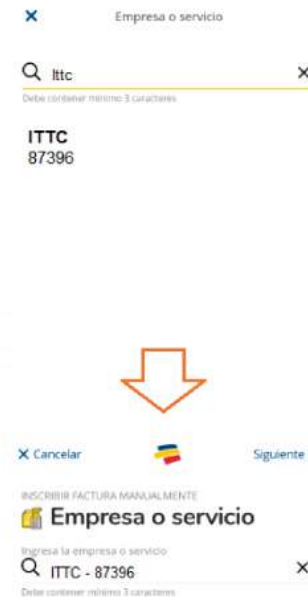 Empresa o servicio
Ittc
Debe contener mínimo 3 caracteres
ITTC
87396
Cancelar
Siguiente
INSCRIBIR FACTURA MANUALMENTE
Empresa o servicio
Ingresa la empresa o servicio
ITTC - 87396
Debe contener mínimo 3 caracteres